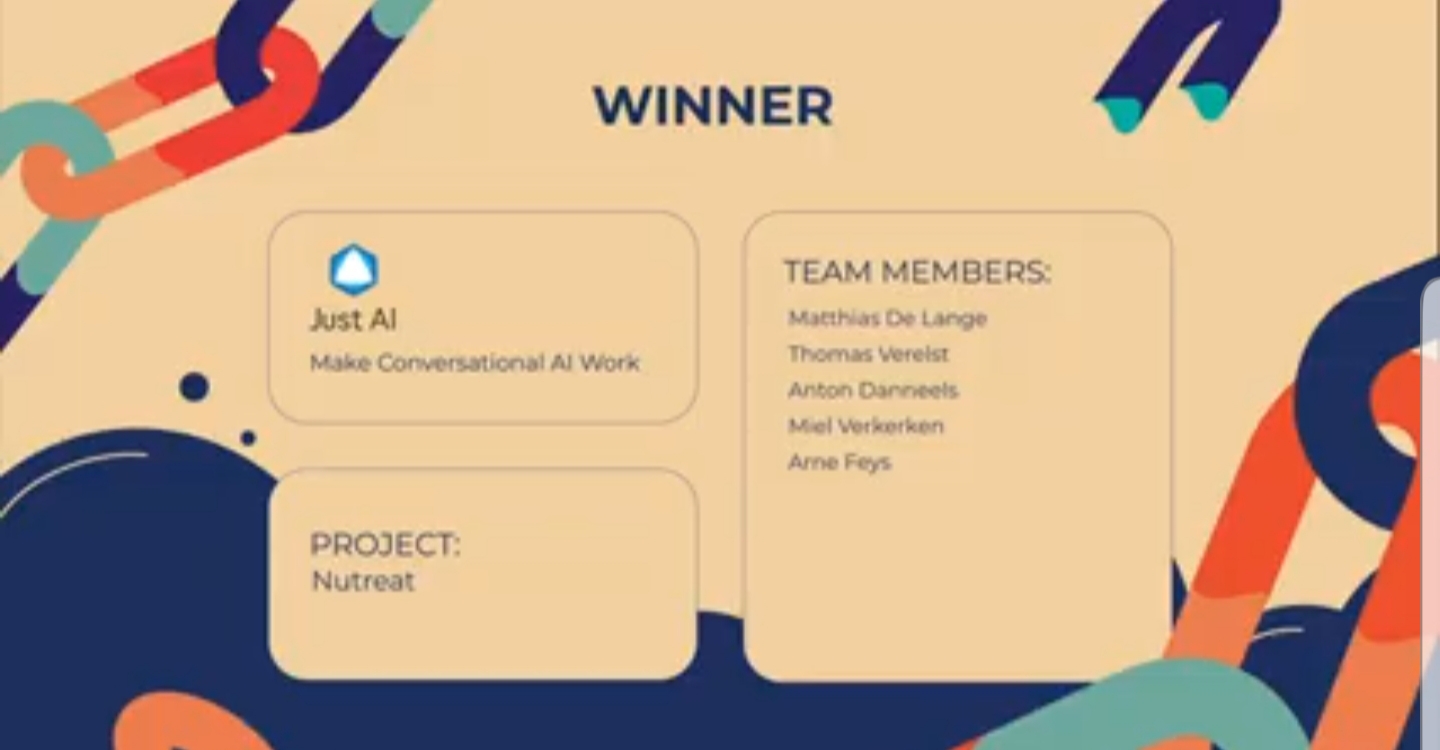 WINNER
Just AI
Make Conversational AI Work
PROJECT:
Nutreat
TEAM MEMBERS:
Matthias De Lange
Thomas Verelst
Anton Danneels
Miel Verkerken
Arne Feys